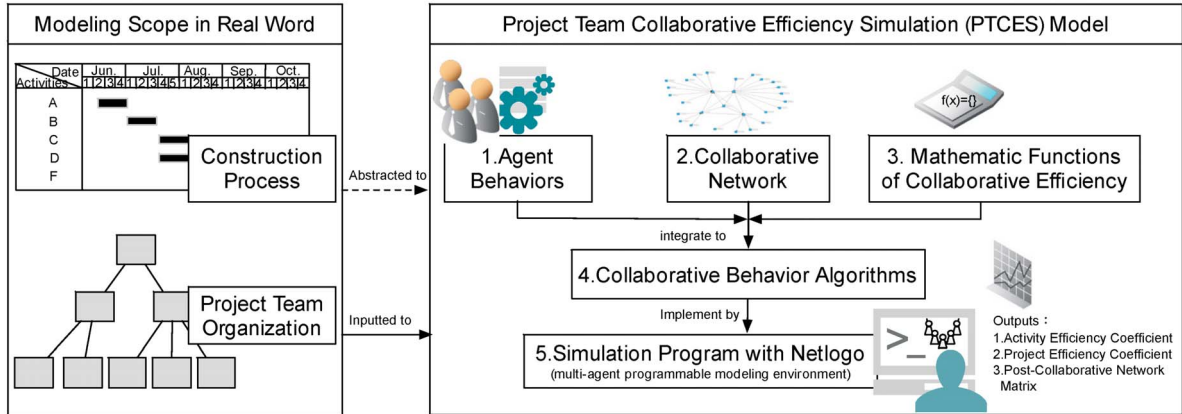 Modeling Scope in Real Word
Date
Activities
Jun. Jul. Aug. Sep. Oct.
1 2 3 4 1 2 3 4 5 1 2 3 4 1 2 3 4 1 2 3 4
A
B
C
D
F
Construction
Process
Project Team
Organization
Abstracted to
Inputted to
Project Team Collaborative Efficiency Simulation (PTCES) Model
f(x)={}
1.Agent
Behaviors
2.Collaborative
Network
3. Mathematic Functions
of Collaborative Efficiency
integrate to
4.Collaborative Behavior Algorithms
Implement by
5.Simulation Program with Netlogo
(multi-agent programmable modeling environment)
>_
Outputs：
1.Activity Efficiency Coefficient
2.Project Efficiency Coefficient
3.Post-Collaborative Network
Matrix